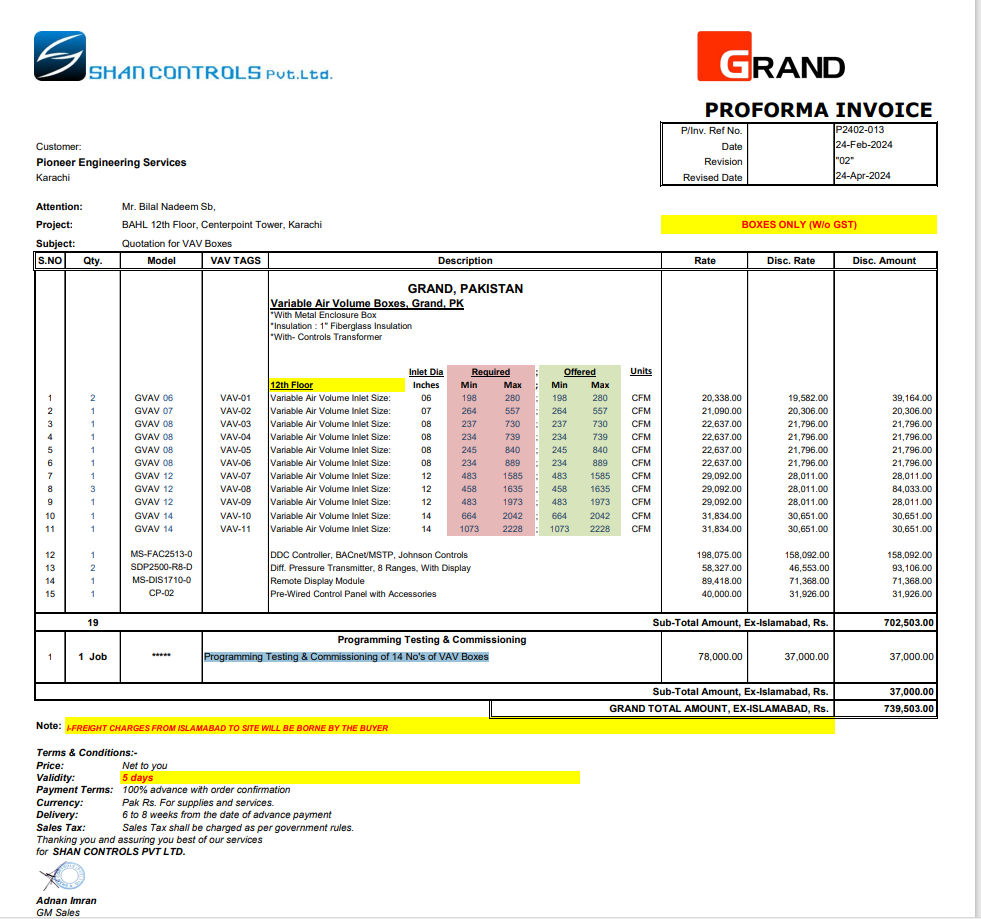 SHAN CONTROLS Pvt.Ltd.
GRAND
PROFORMA INVOICE
P/Inv. Ref No. P2402-013
Date 24-Feb-2024
Revision "02"
Revised Date 24-Apr-2024
Customer:
Pioneer Engineering Services
Karachi
Attention: Mr. Bilal Nadeem Sb,
Project: BAHL 12th Floor, Centerpoint Tower, Karachi
BOXES ONLY (W/o GST)
Subject: Quotation for VAV Boxes
S.NO Qty. Model VAV TAGS Description Rate Disc. Rate Disc. Amount
GRAND, PAKISTAN
Variable Air Volume Boxes, Grand, PK
*With Metal Enclosure Box
*Insulation : 1" Fiberglass Insulation
*With- Controls Transformer
Inlet Dia Required ; Offered Units
12th Floor Inches Min Max ; Min Max
1 2 GVAV 06 VAV-01 Variable Air Volume Inlet Size: 06 198 280 ; 198 280 CFM 20,338.00 19,582.00 39,164.00
2 1 GVAV 07 VAV-02 Variable Air Volume Inlet Size: 07 264 557 ; 264 557 CFM 21,090.00 20,306.00 20,306.00
3 1 GVAV 08 VAV-03 Variable Air Volume Inlet Size: 08 237 730 ; 237 730 CFM 22,637.00 21,796.00 21,796.00
4 1 GVAV 08 VAV-04 Variable Air Volume Inlet Size: 08 234 739 ; 234 739 CFM 22,637.00 21,796.00 21,796.00
5 1 GVAV 08 VAV-05 Variable Air Volume Inlet Size: 08 245 840 ; 245 840 CFM 22,637.00 21,796.00 21,796.00
6 1 GVAV 08 VAV-06 Variable Air Volume Inlet Size: 08 234 889 ; 234 889 CFM 22,637.00 21,796.00 21,796.00
7 1 GVAV 12 VAV-07 Variable Air Volume Inlet Size: 12 483 1585 ; 483 1585 CFM 29,092.00 28,011.00 28,011.00
8 3 GVAV 12 VAV-08 Variable Air Volume Inlet Size: 12 458 1635 ; 458 1635 CFM 29,092.00 28,011.00 84,033.00
9 1 GVAV 12 VAV-09 Variable Air Volume Inlet Size: 12 483 1973 ; 483 1973 CFM 29,092.00 28,011.00 28,011.00
10 1 GVAV 14 VAV-10 Variable Air Volume Inlet Size: 14 664 2042 ; 664 2042 CFM 31,834.00 30,651.00 30,651.00
11 1 GVAV 14 VAV-11 Variable Air Volume Inlet Size: 14 1073 2228 ; 1073 2228 CFM 31,834.00 30,651.00 30,651.00
12 1 MS-FAC2513-0 DDC Controller, BACnet/MSTP, Johnson Controls 198,075.00 158,092.00 158,092.00
13 2 SDP2500-R8-D Diff. Pressure Transmitter, 8 Ranges, With Display 58,327.00 46,553.00 93,106.00
14 1 MS-DIS1710-0 Remote Display Module 89,418.00 71,368.00 71,368.00
15 1 CP-02 Pre-Wired Control Panel with Accessories 40,000.00 31,926.00 31,926.00
19 Sub-Total Amount, Ex-Islamabad, Rs. 702,503.00
Programming Testing & Commissioning
1 1 Job ***** Programming Testing & Commissioning of 14 No's of VAV Boxes 78,000.00 37,000.00 37,000.00
Sub-Total Amount, Ex-Islamabad, Rs. 37,000.00
GRAND TOTAL AMOUNT, EX-ISLAMABAD, Rs. 739,503.00
Note: I-FREIGHT CHARGES FROM ISLAMABAD TO SITE WILL BE BORNE BY THE BUYER
Terms & Conditions:-
Price: Net to you
Validity: 5 days
Payment Terms: 100% advance with order confirmation
Currency: Pak Rs. For supplies and services.
Delivery: 6 to 8 weeks from the date of advance payment
Sales Tax: Sales Tax shall be charged as per government rules.
Thanking you and assuring you best of our services
for SHAN CONTROLS PVT LTD.
Adnan Imran
GM Sales